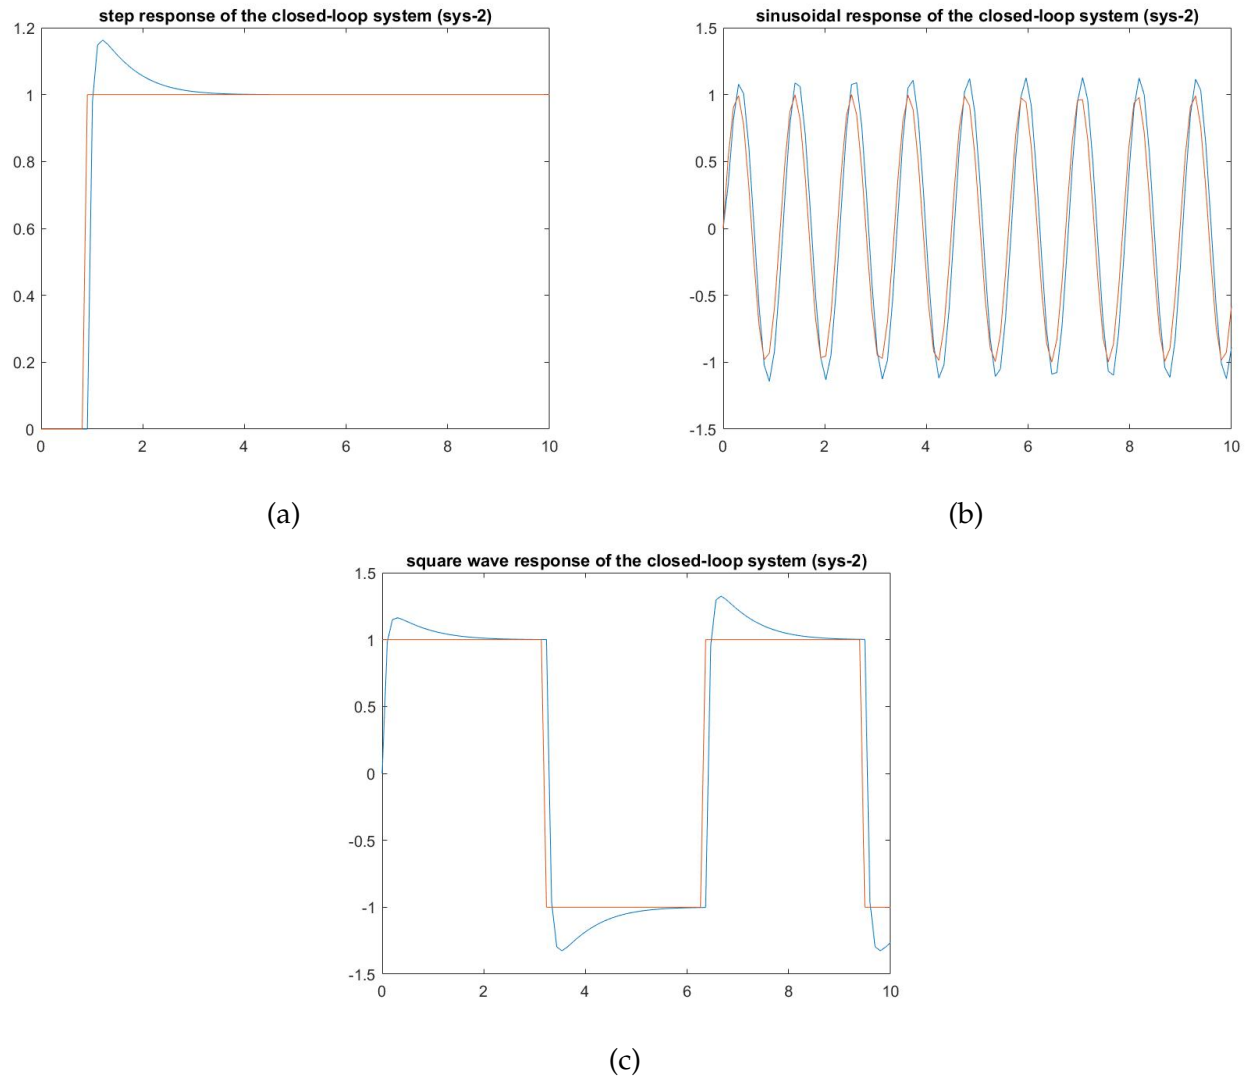 step response of the closed-loop system (sys-2)
1.2
1
0.8
0.6
0.4
0.2
0
0 2 4 6 8 10
(a)
sinusoidal response of the closed-loop system (sys-2)
1.5
1
0.5
0
-0.5
-1
-1.5
0 2 4 6 8 10
(b)
square wave response of the closed-loop system (sys-2)
1.5
1
0.5
0
-0.5
-1
-1.5
0 2 4 6 8 10
(c)